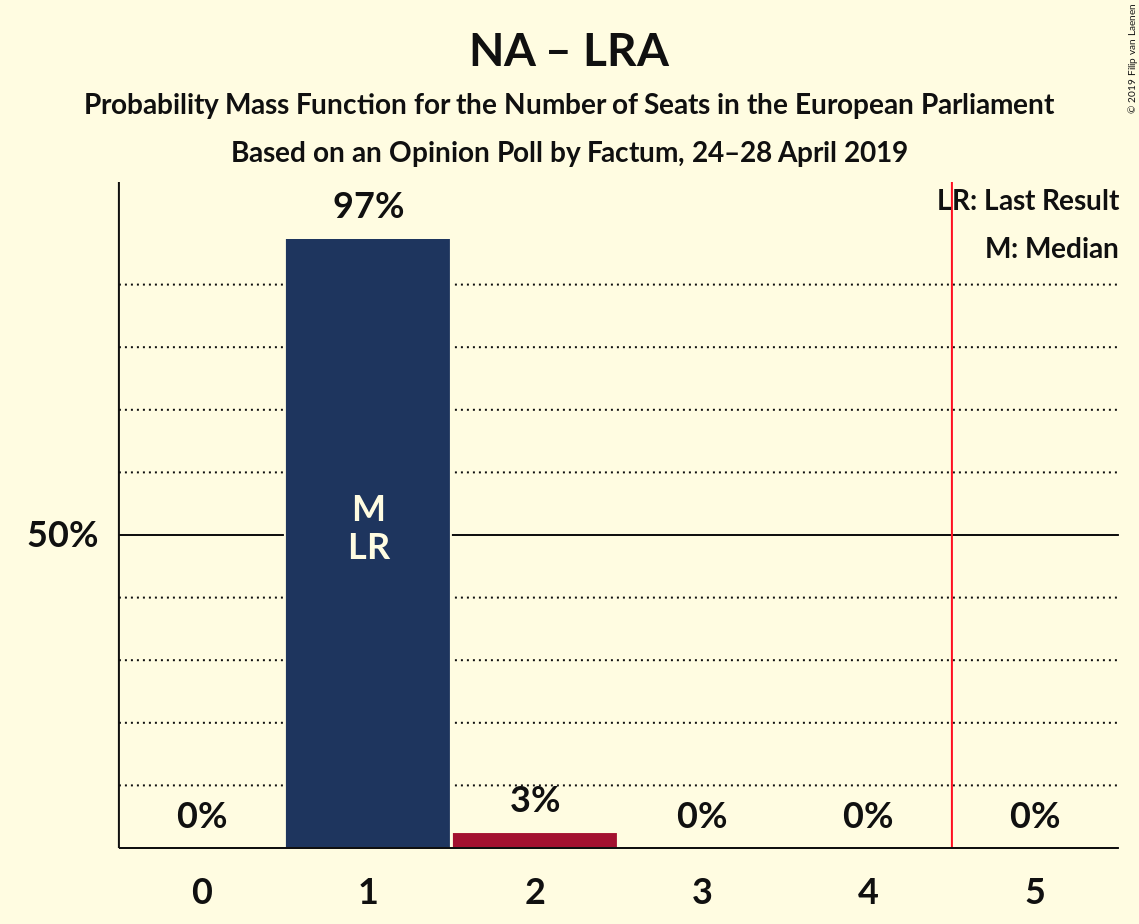 NA – LRA
Probability Mass Function for the Number of Seats in the European Parliament
Based on an Opinion Poll by Factum, 24–28 April 2019
© 2019 Filip van Laenen
LR: Last Result
M: Median
97%
50%
M
LR
0%
3%
0%
0%
0%
0 1 2 3 4 5